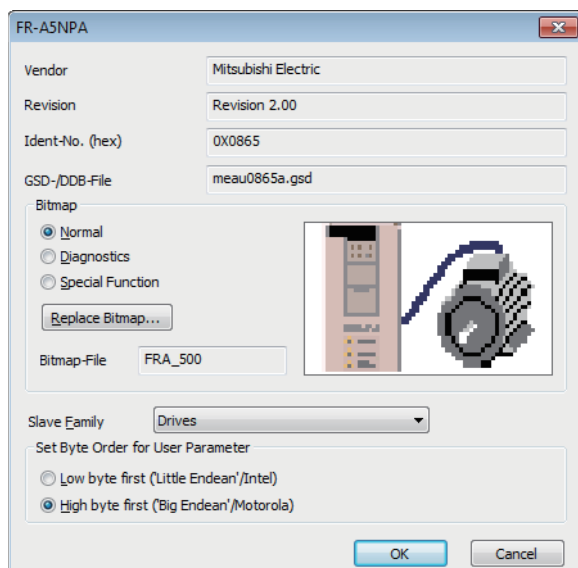 FR-A5NPA
Vendor Mitsubishi Electric
Revision Revision 2.00
Ident-No. (hex) 0X0865
GSD-/DDB-File meau0865a.gsd
Bitmap
Normal
Diagnostics
Special Function
Replace Bitmap...
Bitmap-File FRA_500
Slave Family Drives
Set Byte Order for User Parameter
Low byte first ('Little Endean'/Intel)
High byte first ('Big Endean'/Motorola)
OK Cancel